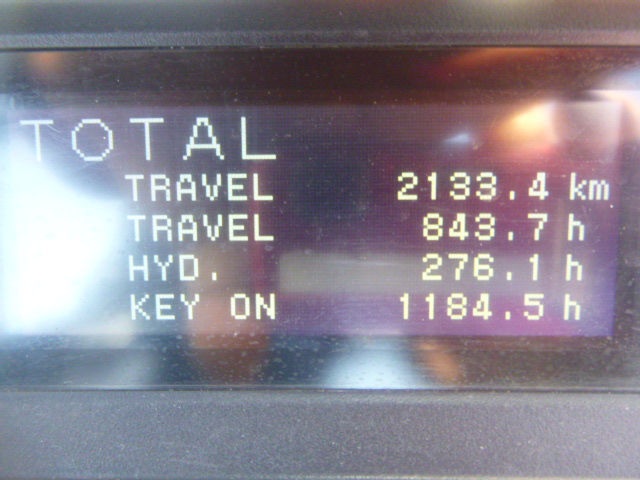 TOTAL
TRAVEL 2133.4 km
TRAVEL 843.7 h
HYD. 276.1 h
KEY ON 1184.5 h